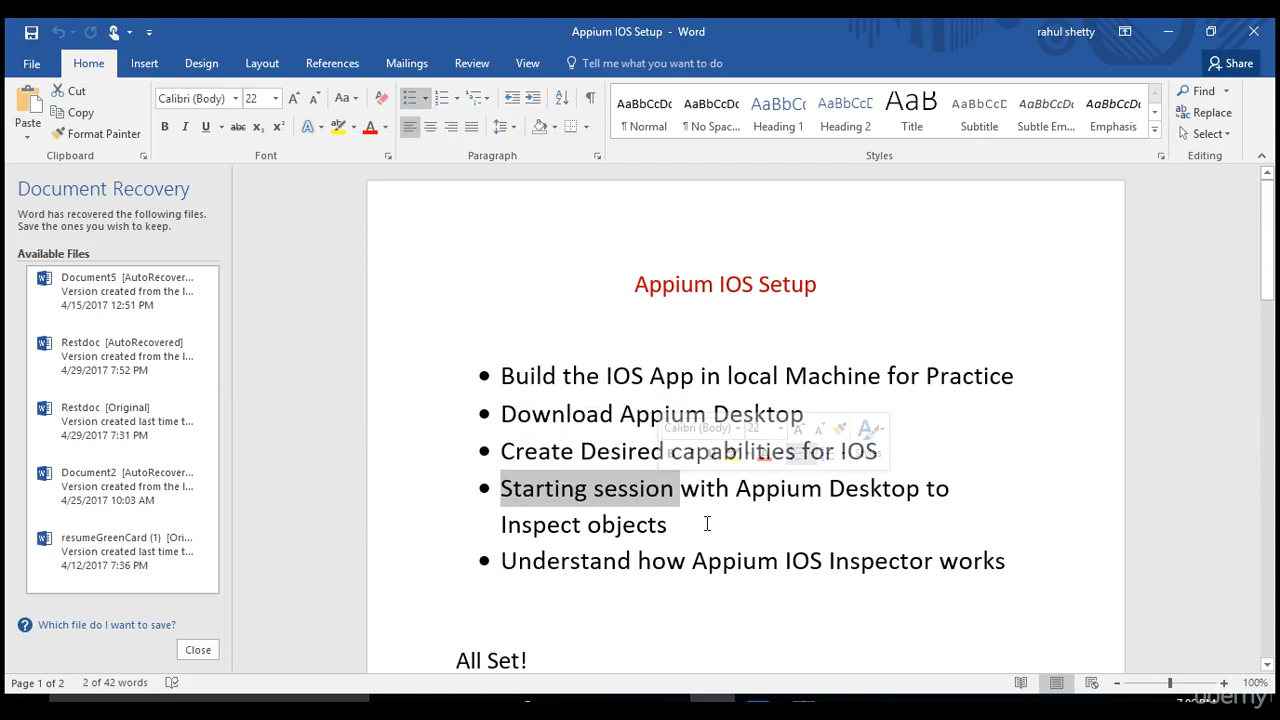 Appium IOS Setup - Word
rahul shetty
File
Home
Insert
Design
Layout
References
Mailings
Review
View
Tell me what you want to do
Share
Paste
Cut
Copy
Format Painter
Clipboard
Calibri (Body)
22
Aa
B I U abc x₂ x²
Font
Paragraph
AaBbCcDc
¶ Normal
AaBbCcDc
¶ No Spac...
AaBbCc
Heading 1
AaBbCcC
Heading 2
AaB
Title
AaBbCcD
Subtitle
AaBbCcDc
Subtle Em...
AaBbCcDc
Emphasis
Styles
Find
Replace
Select
Editing
Document Recovery
Word has recovered the following files.
Save the ones you wish to keep.
Available Files
Document5 [AutoRecover...
Version created from the l...
4/15/2017 12:51 PM
Restdoc [AutoRecovered]
Version created from the l...
4/29/2017 7:52 PM
Restdoc [Original]
Version created last time t...
4/29/2017 7:31 PM
Document2 [AutoRecover...
Version created from the l...
4/25/2017 10:03 AM
resumeGreenCard (1) [Ori...
Version created last time t...
4/12/2017 7:36 PM
Which file do I want to save?
Close
Appium IOS Setup
• Build the IOS App in local Machine for Practice
• Download Appium Desktop
• Create Desired capabilities for IOS
• Starting session with Appium Desktop to
Inspect objects
• Understand how Appium IOS Inspector works
All Set!
Calibri (Body) 22
Page 1 of 2
2 of 42 words
100%